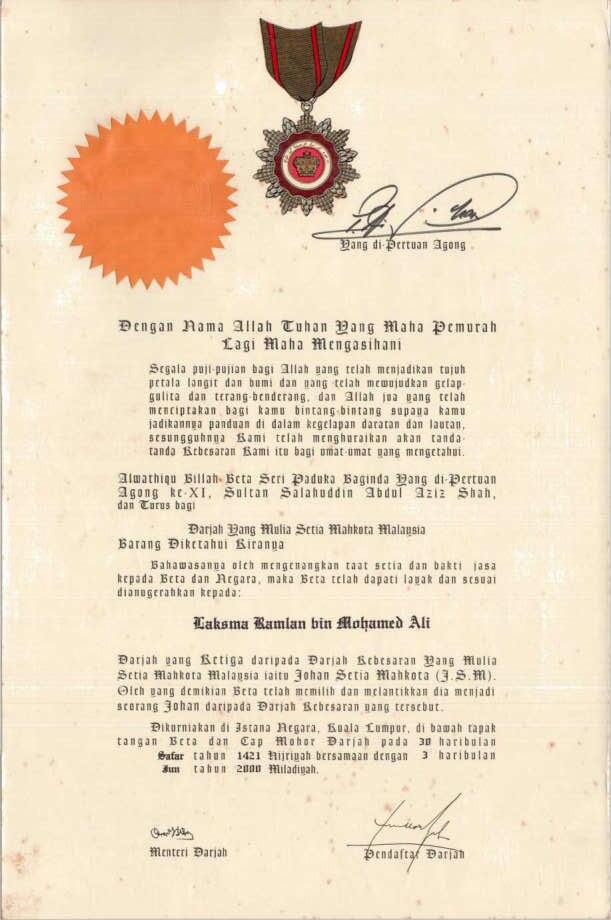 Yang di-Pertuan Agong
Dengan Nama Allah Tuhan Yang Maha Pemurah
Lagi Maha Mengasihani
Segala puji-pujian bagi Allah yang telah menjadikan tujuh
petala langit dan bumi dan yang telah mewujudkan gelap-
gulita dan terang-benderang, dan Allah jua yang telah
menciptakan bagi kamu bintang-bintang supaya kamu
jadikannya panduan di dalam kegelapan daratan dan lautan,
sesungguhnya Kami telah menghuraikan akan tanda-
tanda Kebesaran Kami itu bagi umat-umat yang mengetahui.
Alwathiqu Billah Beta Seri Paduka Baginda Yang di-Pertuan
Agong ke-XI, Sultan Salahuddin Abdul Aziz Shah,
dan Turus bagi
Darjah Yang Mulia Setia Mahkota Malaysia
Barang Diketahui Kiranya
Bahawasanya oleh mengenangkan taat setia dan bakti jasa
kepada Beta dan Negara, maka Beta telah dapati layak dan sesuai
dianugerahkan kepada:
Laksma Ramlan bin Mohamed Ali
Darjah yang Ketiga daripada Darjah Kebesaran Yang Mulia
Setia Mahkota Malaysia iaitu Johan Setia Mahkota (J.S.M).
Oleh yang demikian Beta telah memilih dan melantikkan dia menjadi
seorang Johan daripada Darjah Kebesaran yang tersebut.
Dikurniakan di Istana Negara, Kuala Lumpur, di bawah tapak
tangan Beta dan Cap Mohor Darjah pada 30 haribulan
Safar tahun 1421 Hijriyah bersamaan dengan 3 haribulan
Jun tahun 2000 Miladiyah.
Menteri Darjah
Pendaftar Darjah